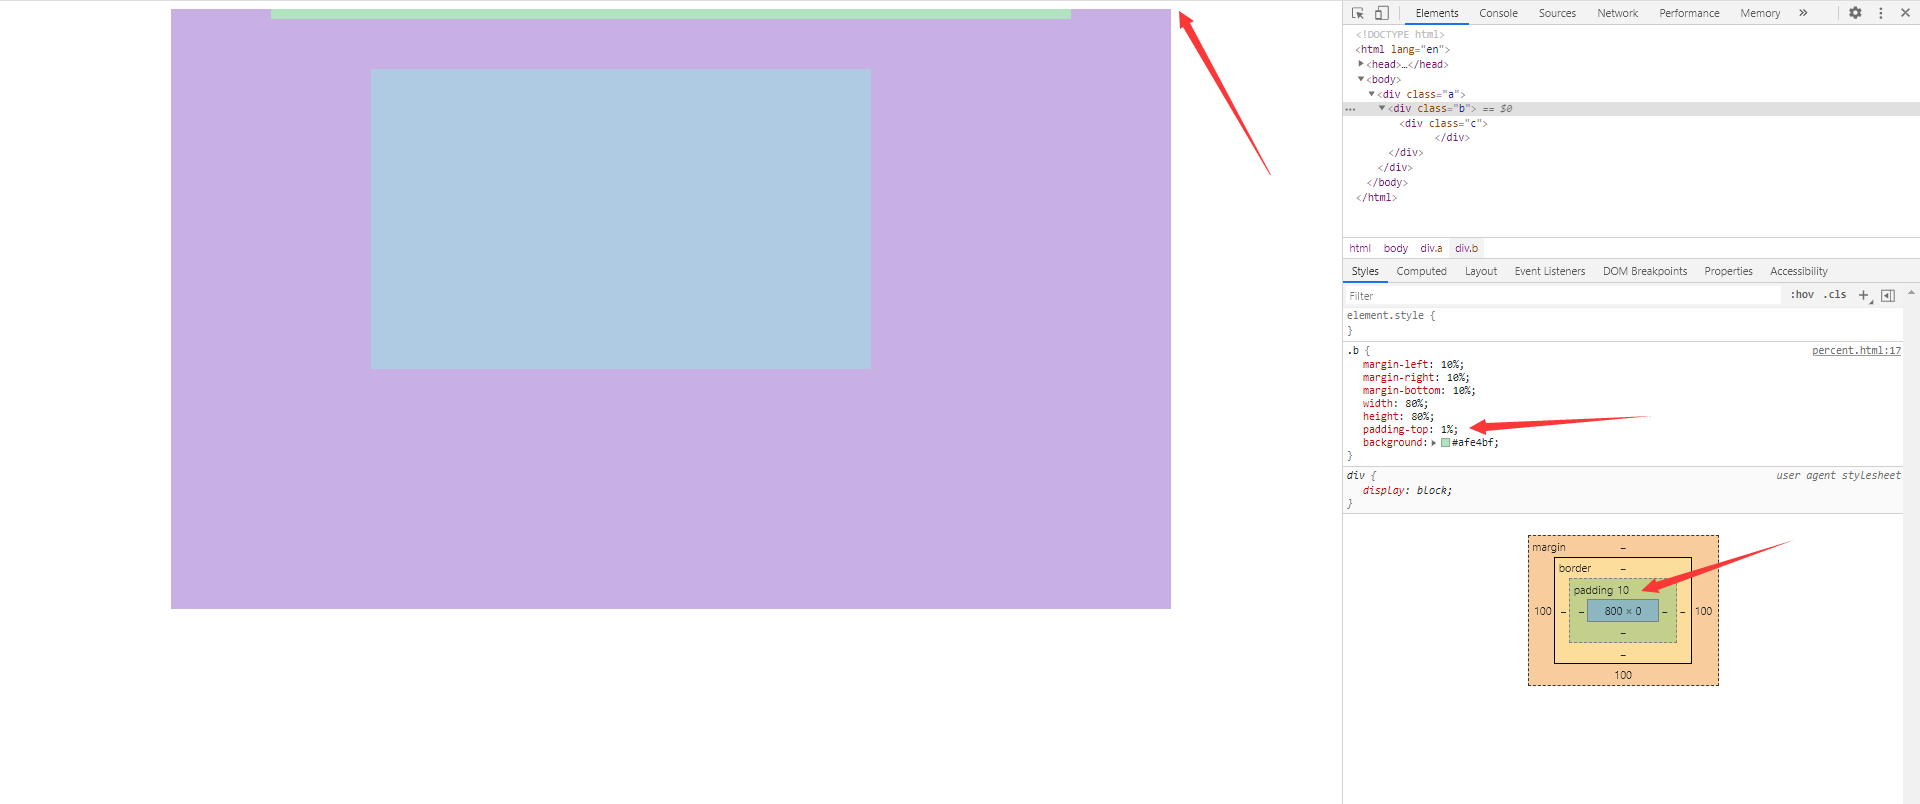 Elements Console Sources Network Performance Memory »
<!DOCTYPE html>
<html lang="en">
<head>…</head>
<body>
<div class="a">
… <div class="b"> == $0
<div class="c">
</div>
</div>
</div>
</body>
</html>
html body div.a div.b
Styles Computed Layout Event Listeners DOM Breakpoints Properties Accessibility
Filter :hov .cls +
element.style {
}
.b { percent.html:17
margin-left: 10%;
margin-right: 10%;
margin-bottom: 10%;
width: 80%;
height: 80%;
padding-top: 1%;
background: #afe4bf;
}
div { user agent stylesheet
display: block;
}
margin –
border –
padding 10
100 – – 800 × 0 – – 100
–
–
100